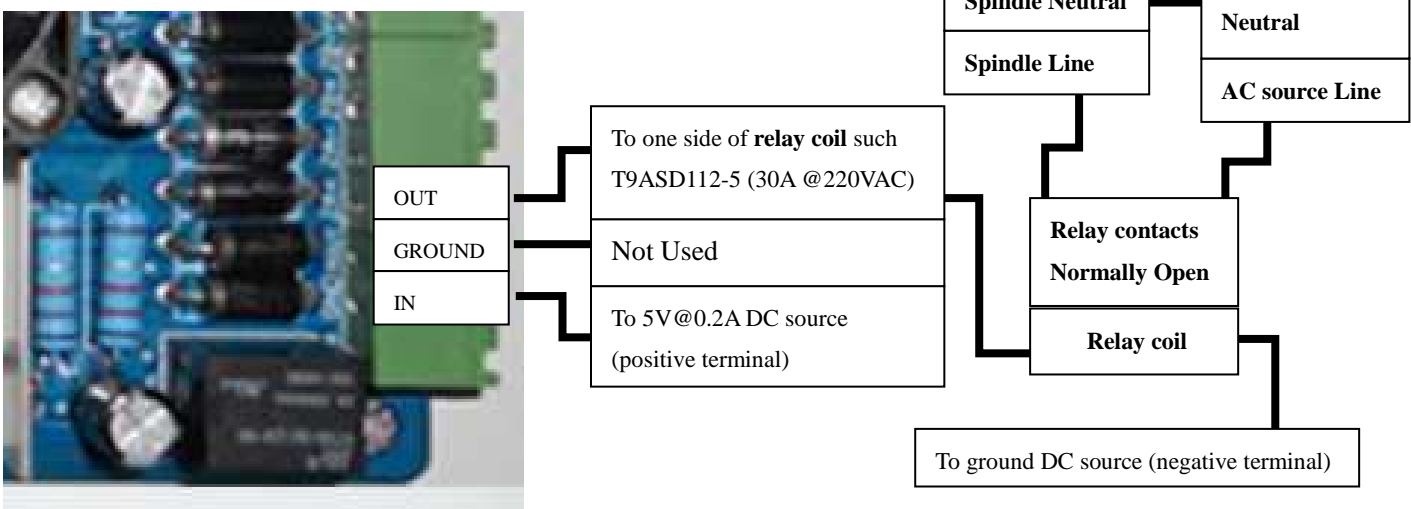 Spindle Neutral
Spindle Line
Neutral
AC source Line
To one side of relay coil such
T9ASD112-5 (30A @220VAC)
OUT
GROUND
IN
Not Used
To 5V@0.2A DC source
(positive terminal)
Relay contacts
Normally Open
Relay coil
To ground DC source (negative terminal)